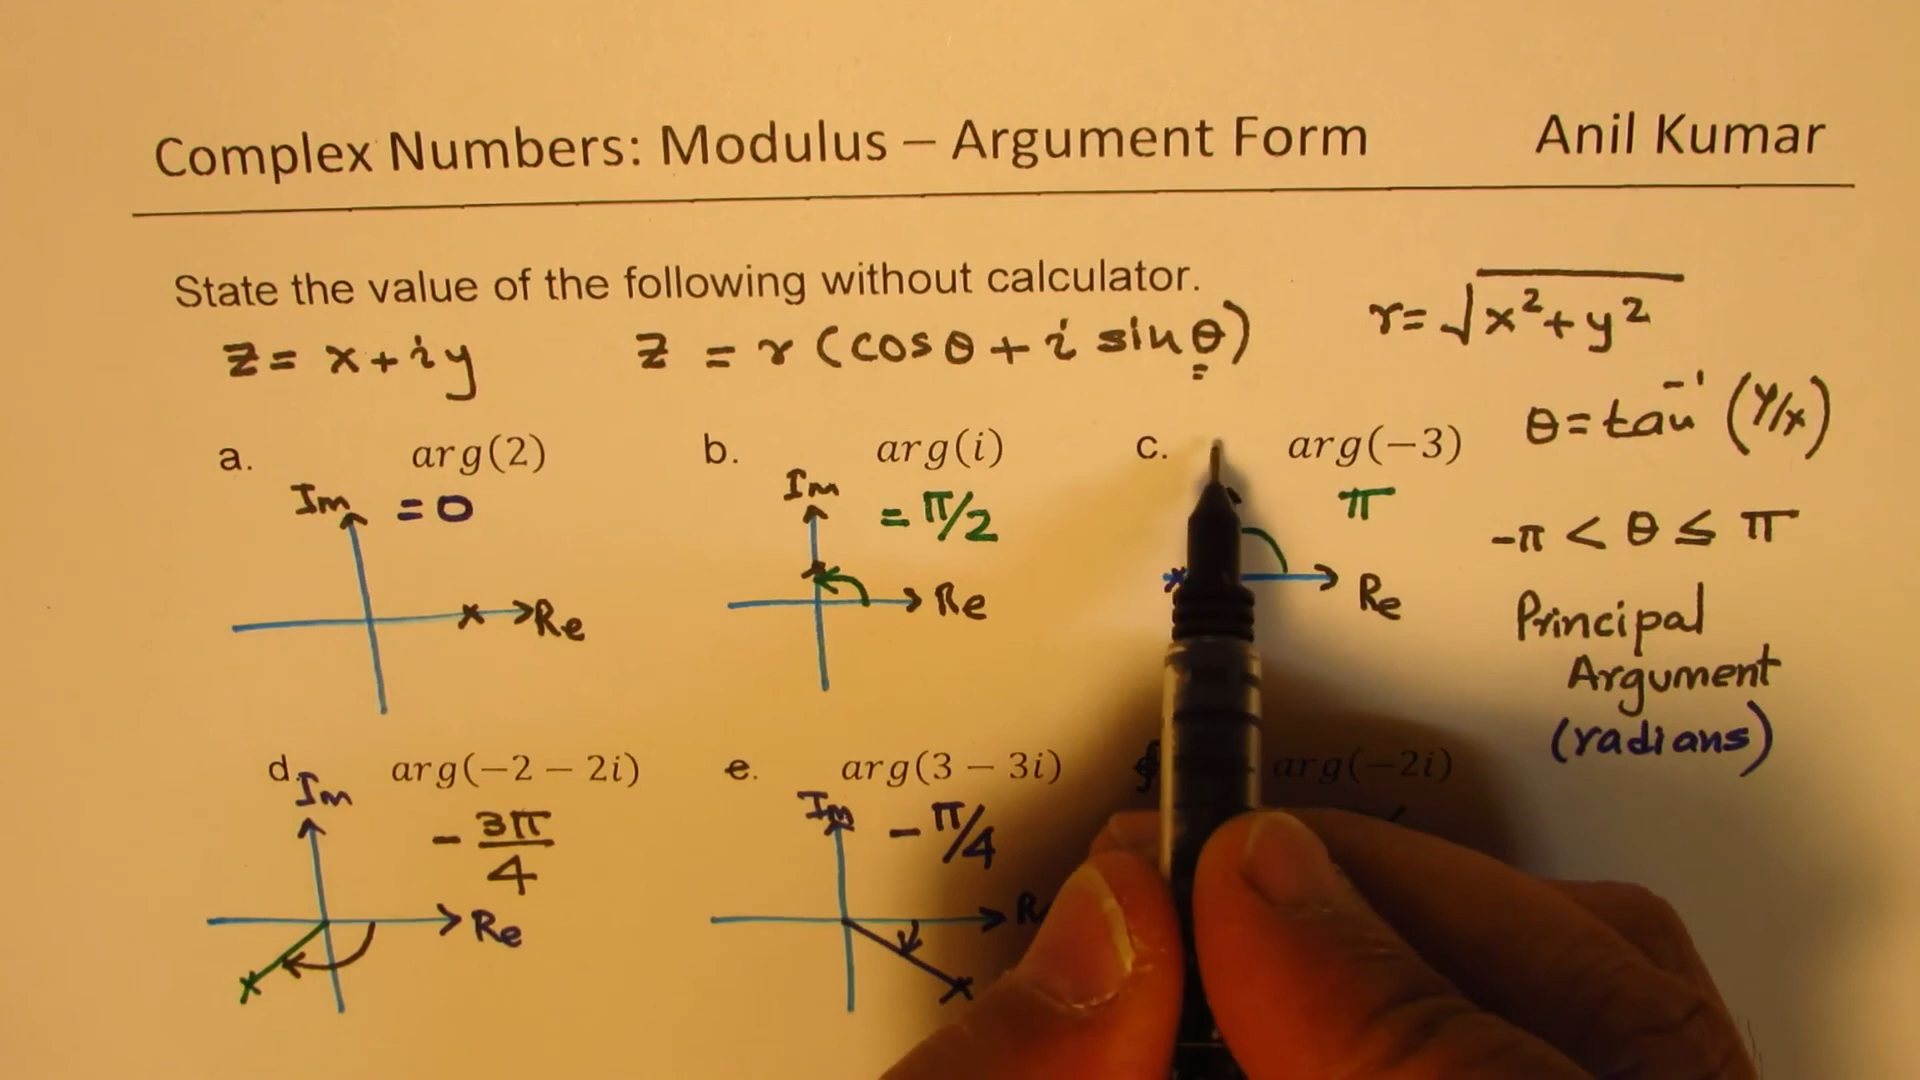 Complex Numbers: Modulus – Argument Form Anil Kumar
State the value of the following without calculator.
z = x + iy z = r (cosθ + i sinθ) r = √x²+y²
θ = tan⁻¹ (y/x)
a. arg(2) b. arg(i) c. arg(−3)
Im = 0 Im = π/2 π
-π < θ ≤ π
Re Re Re
Principal
Argument
(radians)
d. arg(−2 − 2i) e. arg(3 − 3i) arg(−2i)
Im - 3π/4 Im - π/4
Re